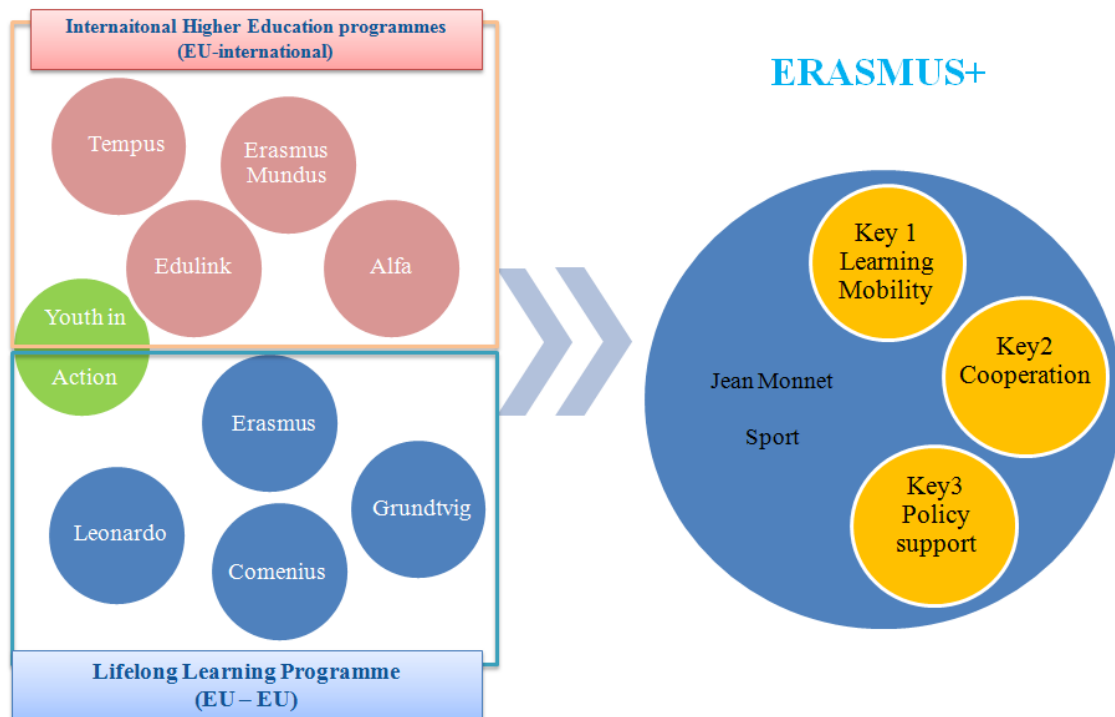 Internaitonal Higher Education programmes
(EU-international)
ERASMUS+
Tempus
Erasmus
Mundus
Edulink
Alfa
Youth in
Action
Erasmus
Grundtvig
Leonardo
Comenius
Lifelong Learning Programme
(EU – EU)
Key 1
Learning
Mobility
Key2
Cooperation
Jean Monnet
Sport
Key3
Policy
support